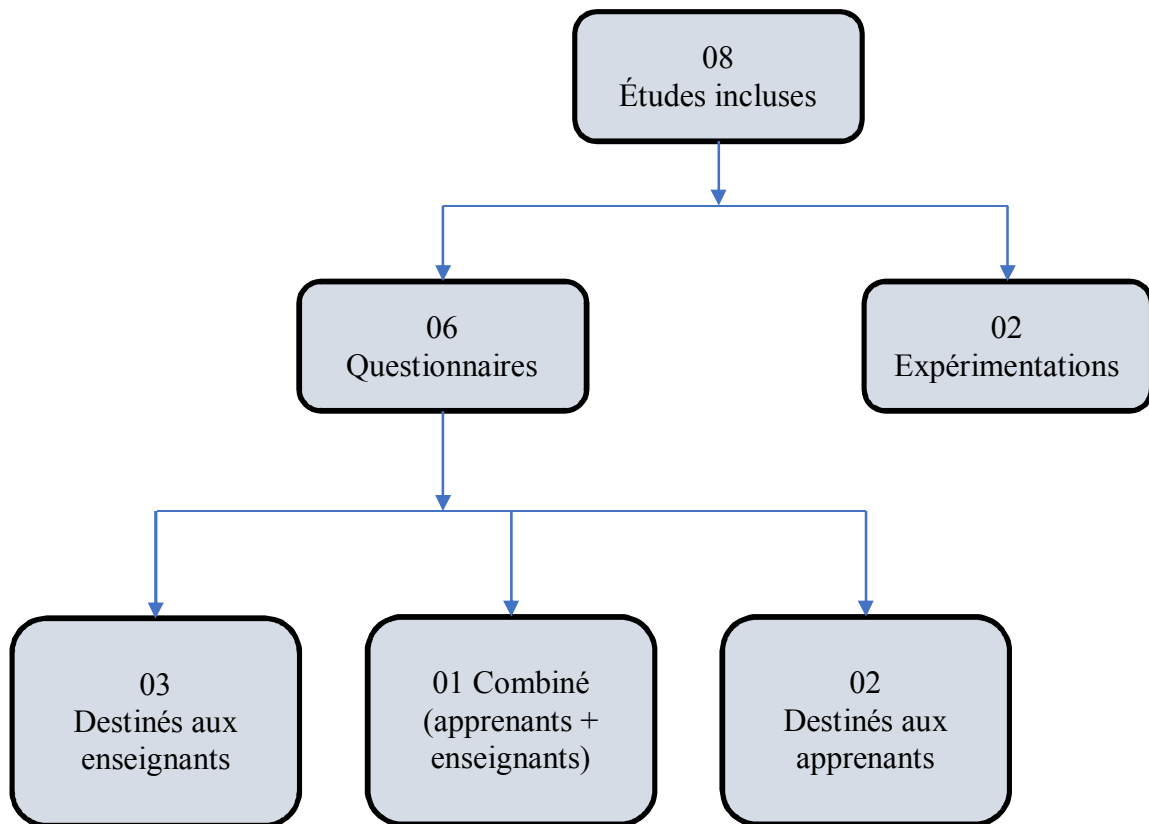 08
Études incluses
06
Questionnaires
02
Expérimentations
03
Destinés aux
enseignants
01 Combiné
(apprenants +
enseignants)
02
Destinés aux
apprenants